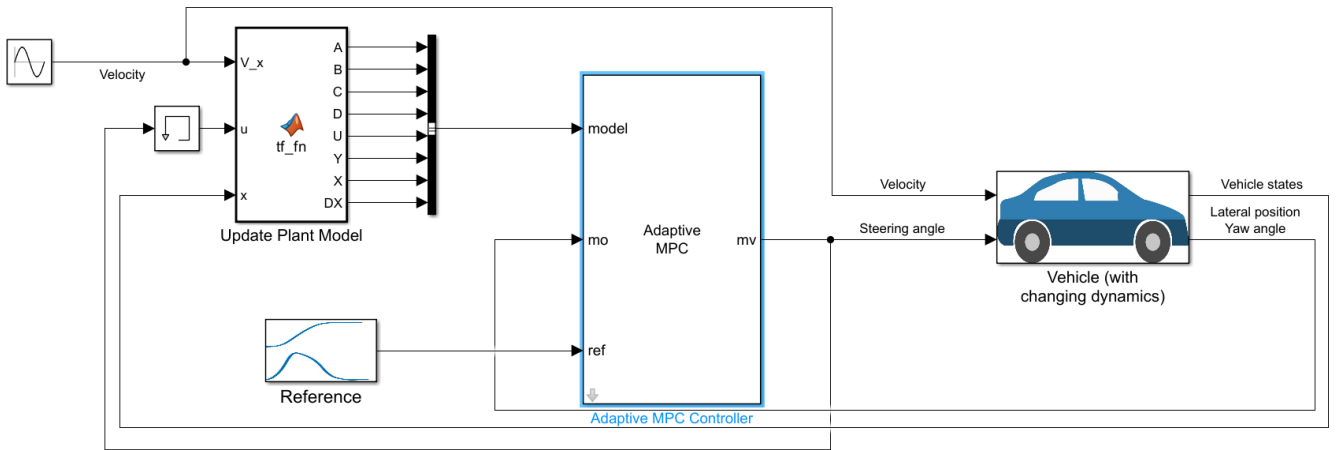 Velocity
V_x
u
x
tf_fn
A
B
C
D
U
Y
X
DX
Update Plant Model
model
mo
ref
Adaptive
MPC
mv
Adaptive MPC Controller
Reference
Velocity
Steering angle
Vehicle states
Lateral position
Yaw angle
Vehicle (with
changing dynamics)